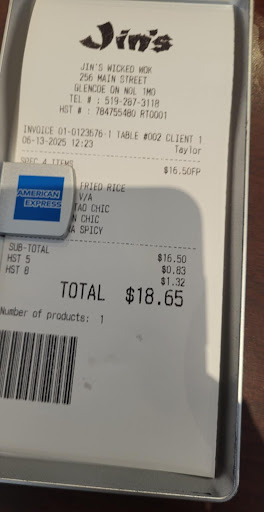 Jin's
JIN'S WICKED WOK
256 MAIN STREET
GLENCOE ON N0L 1M0
TEL # : 519-287-3118
HST # : 784755480 RT0001
INVOICE 01-0123576-1 TABLE #002 CLIENT 1
06-13-2025 12:23 Taylor
SPEC 4 ITEMS $16.50FP
AMERICAN EXPRESS
FRIED RICE
V/A
TAO CHIC
N CHIC
A SPICY
SUB-TOTAL $16.50
HST 5 $0.83
HST 8 $1.32
TOTAL $18.65
Number of products: 1